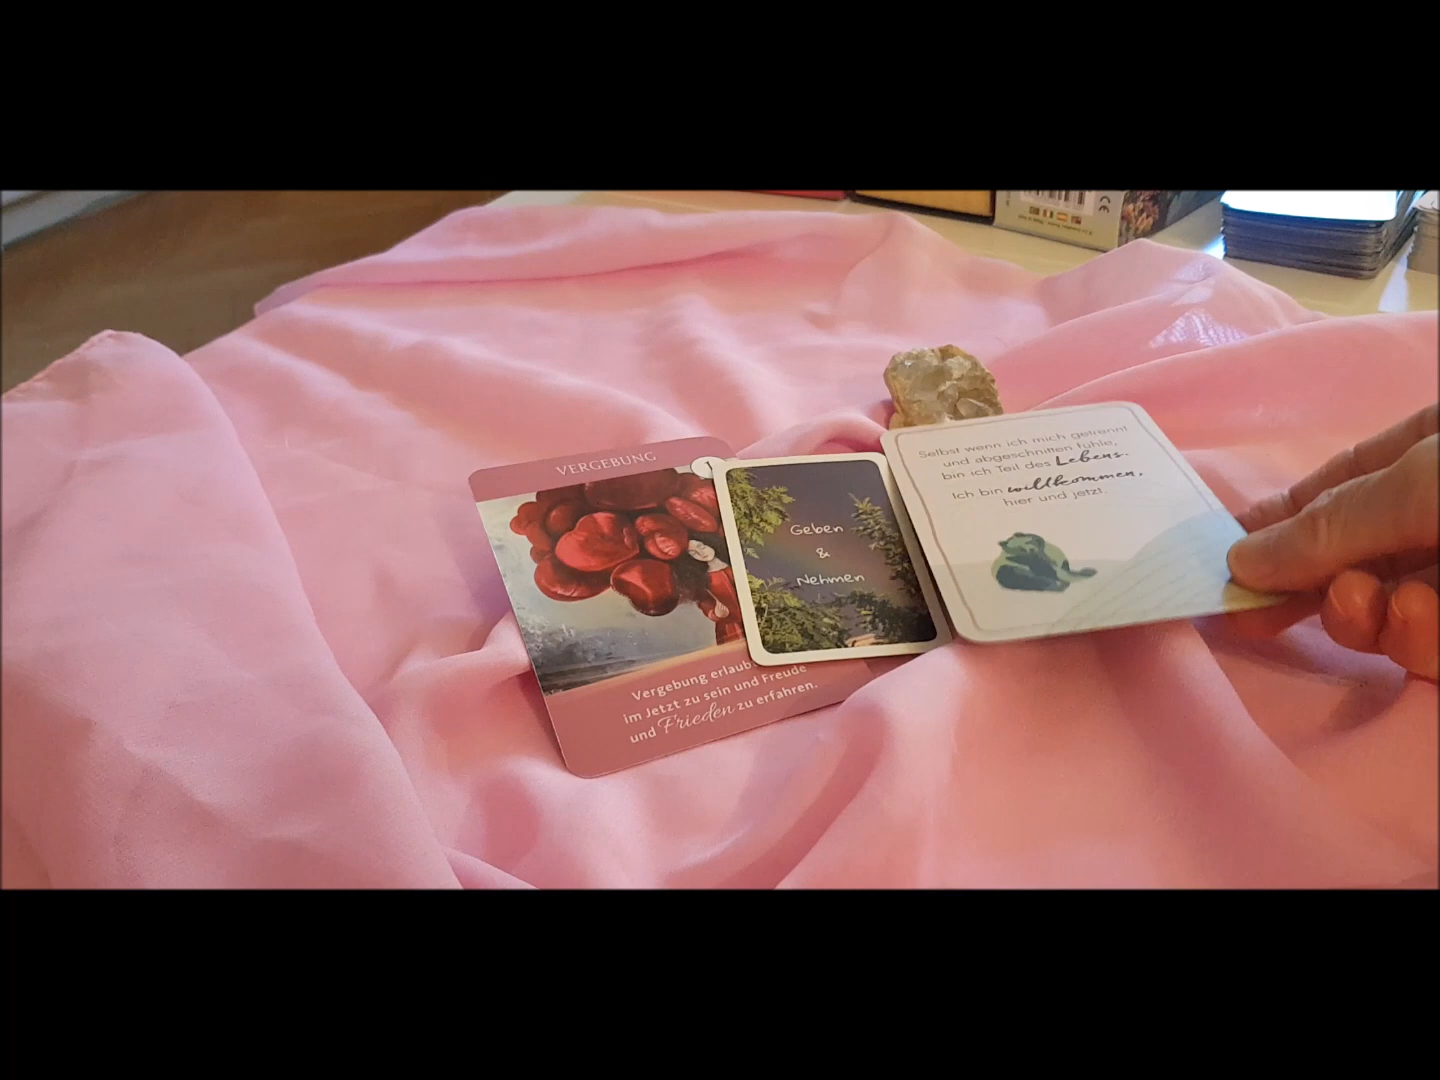 VERGEBUNG
Vergebung erlaub
im Jetzt zu sein und Freude
und Frieden zu erfahren.
Geben
&
Nehmen
Selbst wenn ich mich getrennt
und abgeschnitten fühle,
bin ich Teil des Lebens.
Ich bin willkommen,
hier und jetzt.
CE